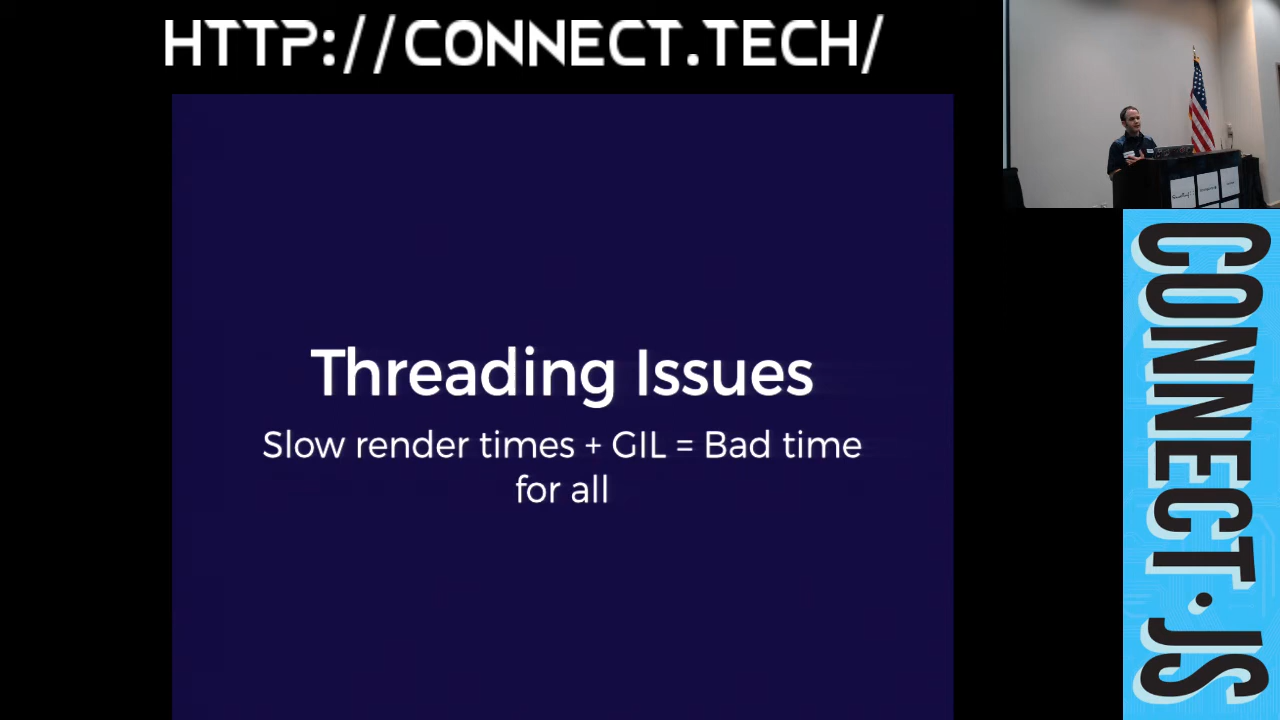 HTTP://CONNECT.TECH/
Threading Issues
Slow render times + GIL = Bad time
for all
CONNECT.JS